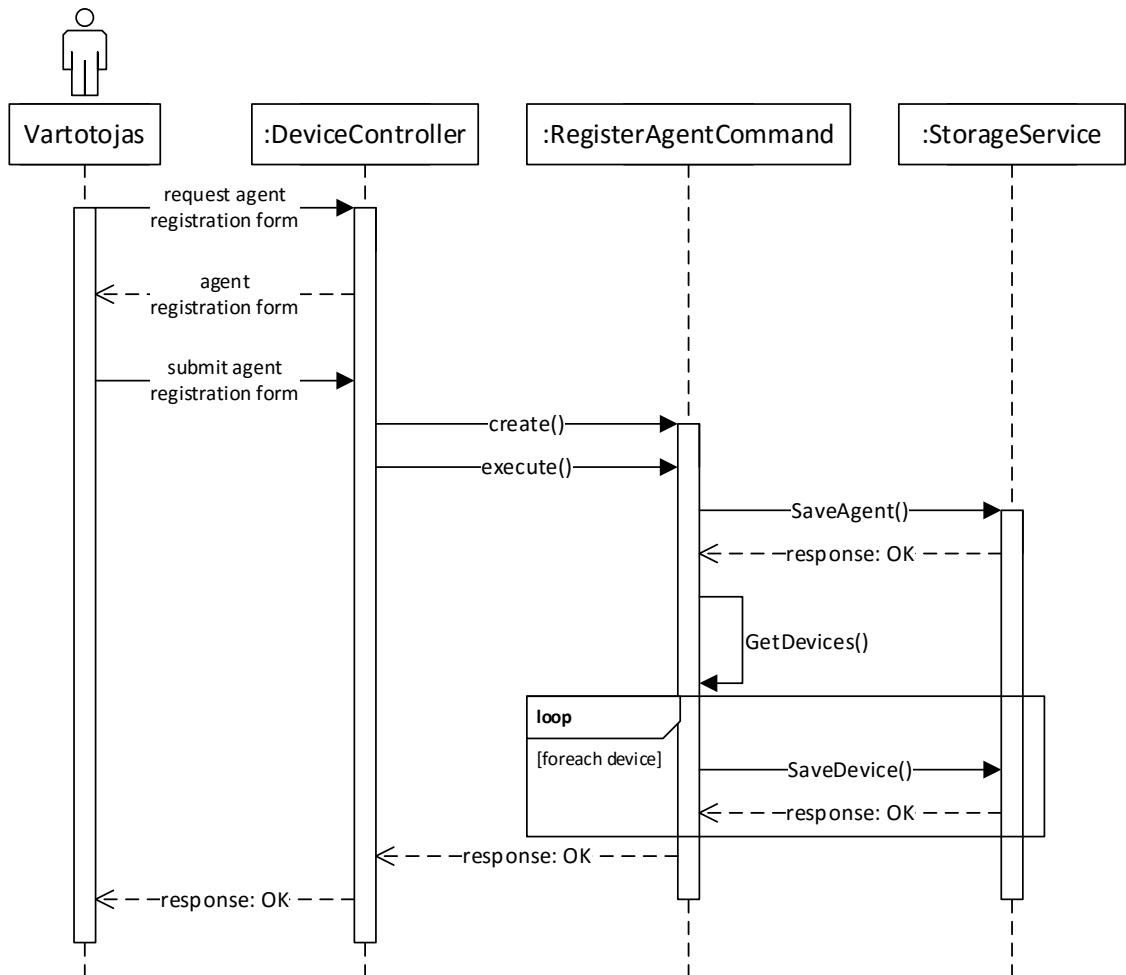 Vartotojas
:DeviceController
:RegisterAgentCommand
:StorageService
request agent
registration form
agent
registration form
submit agent
registration form
create()
execute()
SaveAgent()
response: OK
GetDevices()
loop
[foreach device]
SaveDevice()
response: OK
response: OK
response: OK